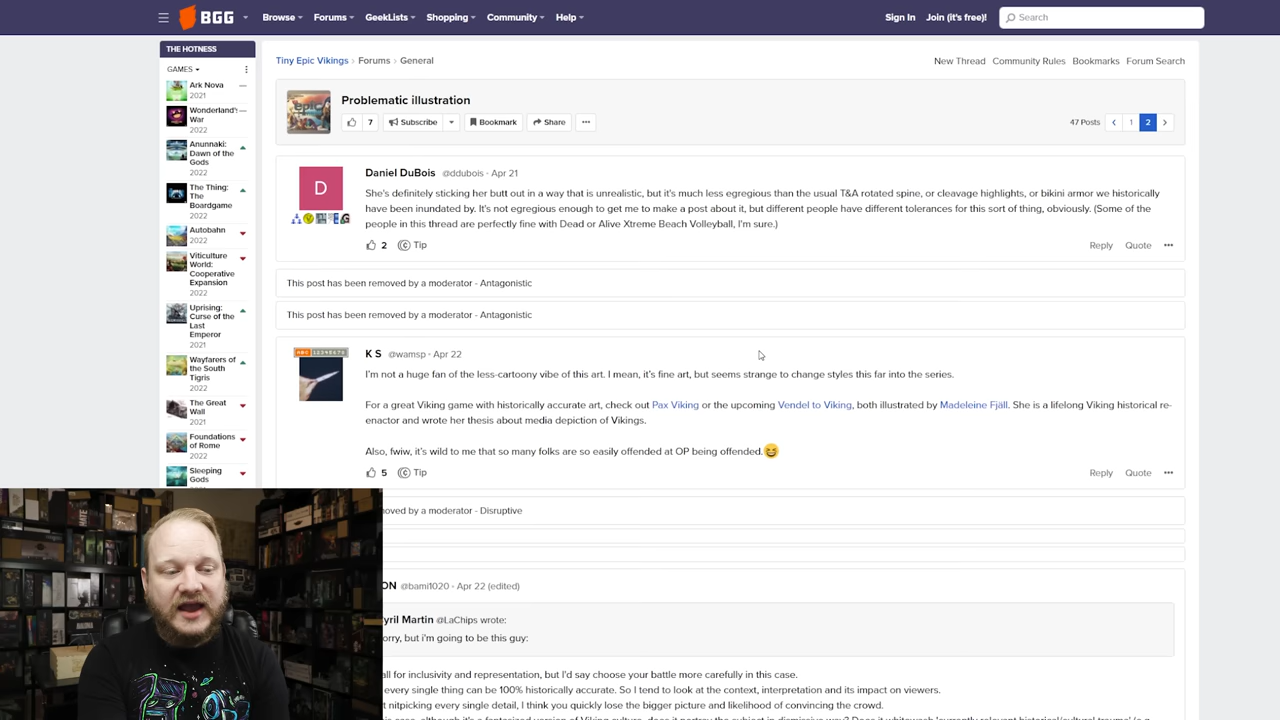 BGG
Browse
Forums
GeekLists
Shopping
Community
Help
Sign In
Join (it's free!)
Search
THE HOTNESS
GAMES
Ark Nova
2021
Wonderland's
War
2022
Anunnaki:
Dawn of the
Gods
2022
The Thing:
The
Boardgame
2022
Autobahn
2022
Viticulture
World:
Cooperative
Expansion
2022
Uprising:
Curse of the
Last
Emperor
2021
Wayfarers of
the South
Tigris
2022
The Great
Wall
2021
Foundations
of Rome
2022
Sleeping
Gods
Tiny Epic Vikings › Forums › General
New Thread Community Rules Bookmarks Forum Search
EPIC
Problematic illustration
7 Subscribe Bookmark Share
47 Posts 1 2
D
Daniel DuBois @ddubois - Apr 21
She's definitely sticking her butt out in a way that is unrealistic, but it's much less egregious than the usual T&A rotated spine, or cleavage highlights, or bikini armor we historically
have been inundated by. It's not egregious enough to get me to make a post about it, but different people have different tolerances for this sort of thing, obviously. (Some of the
people in this thread are perfectly fine with Dead or Alive Xtreme Beach Volleyball, I'm sure.)
2 Tip
Reply Quote
This post has been removed by a moderator - Antagonistic
This post has been removed by a moderator - Antagonistic
K S @wamsp - Apr 22
I'm not a huge fan of the less-cartoony vibe of this art. I mean, it's fine art, but seems strange to change styles this far into the series.
For a great Viking game with historically accurate art, check out Pax Viking or the upcoming Vendel to Viking, both illustrated by Madeleine Fjäll. She is a lifelong Viking historical re-
enactor and wrote her thesis about media depiction of Vikings.
Also, fwiw, it's wild to me that so many folks are so easily offended at OP being offended.
5 Tip
Reply Quote
moved by a moderator - Disruptive
ON @bami1020 - Apr 22 (edited)
yril Martin @LaChips wrote:
orry, but i'm going to be this guy:
all for inclusivity and representation, but I'd say choose your battle more carefully in this case.
every single thing can be 100% historically accurate. So I tend to look at the context, interpretation and its impact on viewers.
t nitpicking every single detail, I think you quickly lose the bigger picture and likelihood of convincing the crowd.